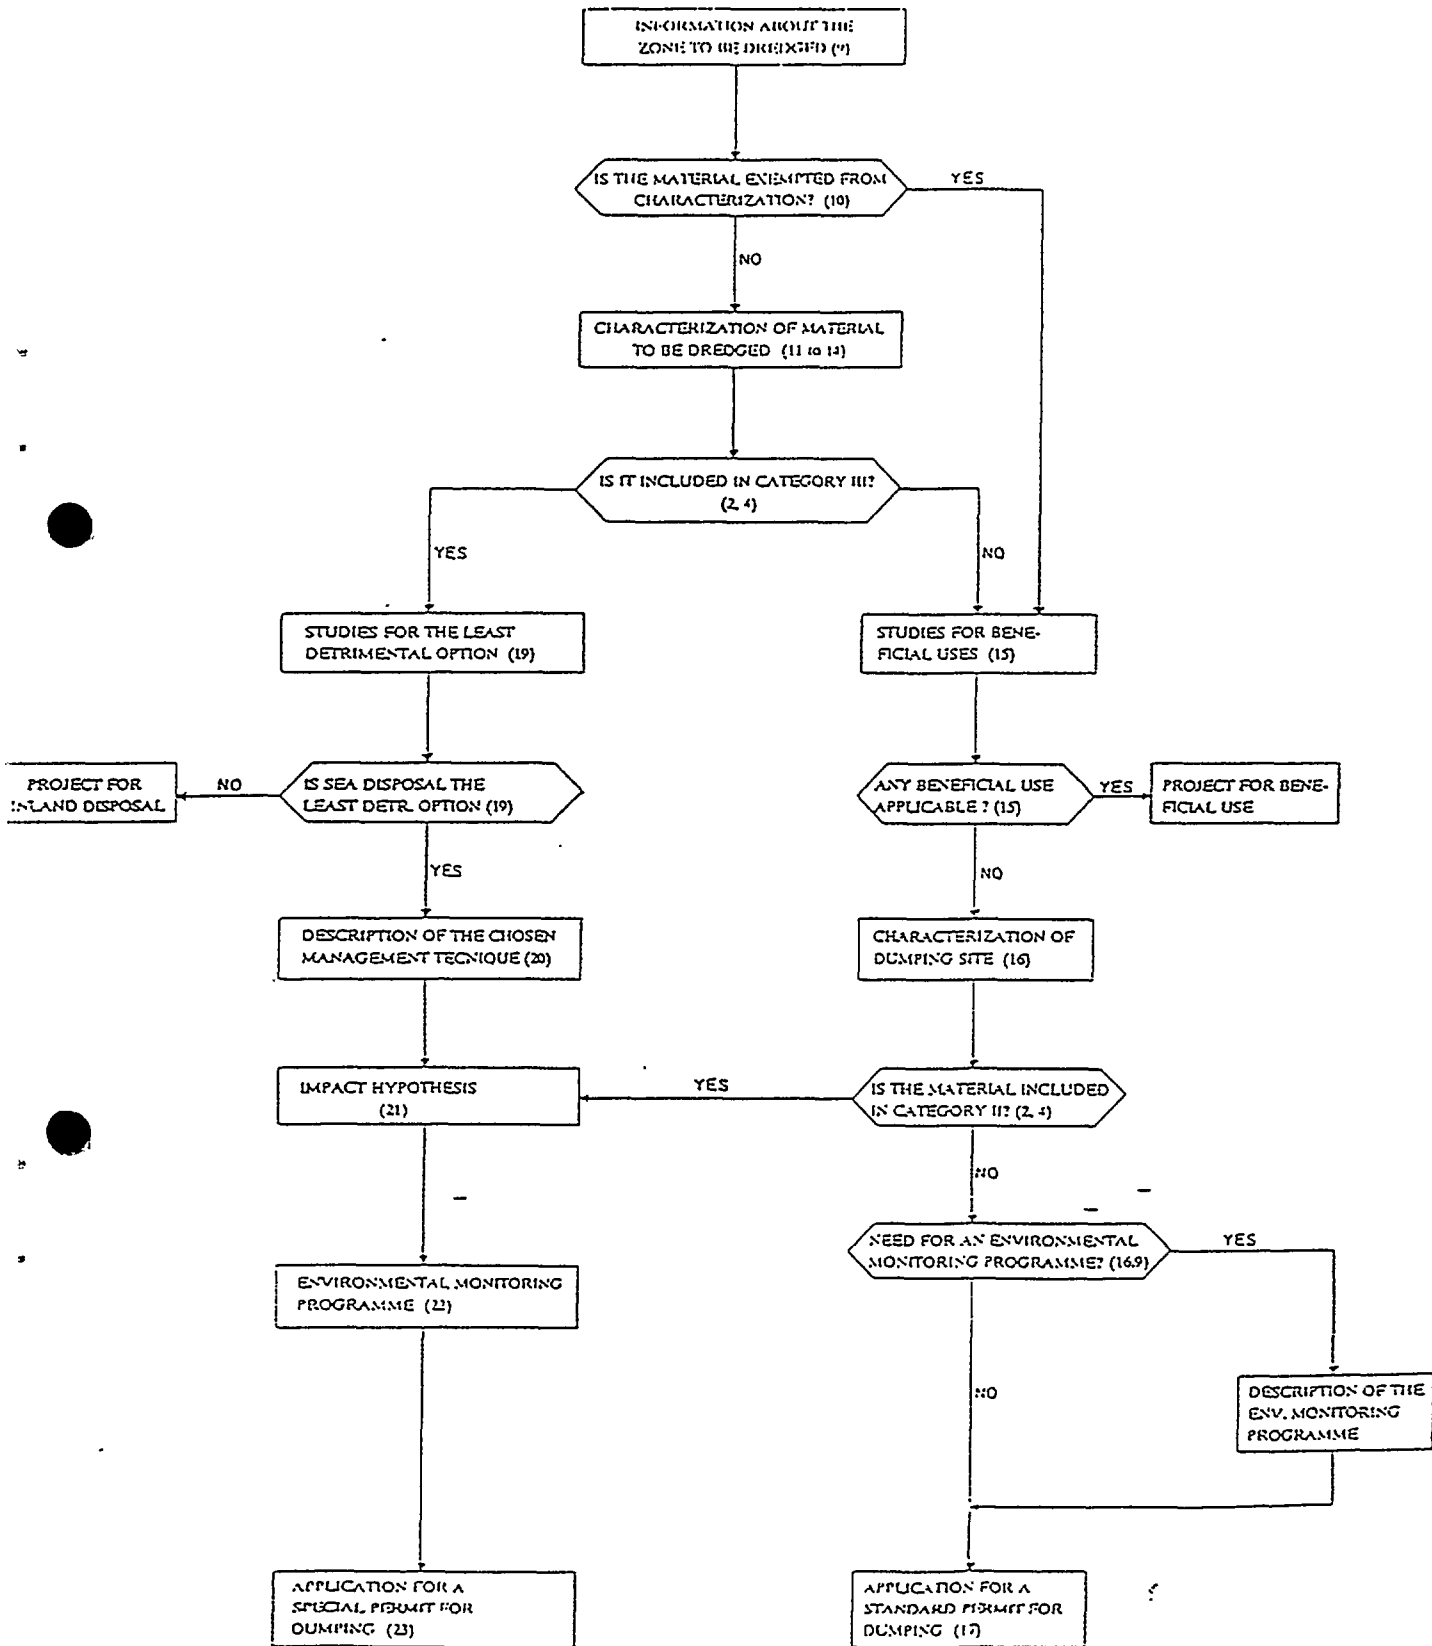 INFORMATION ABOUT THE
ZONE TO BE DREDGED (9)
IS THE MATERIAL EXEMPTED FROM
CHARACTERIZATION? (10)
YES
NO
CHARACTERIZATION OF MATERIAL
TO BE DREDGED (11 to 14)
IS IT INCLUDED IN CATEGORY III?
(2, 4)
YES
NO
STUDIES FOR THE LEAST
DETRIMENTAL OPTION (19)
STUDIES FOR BENE-
FICIAL USES (15)
PROJECT FOR
INLAND DISPOSAL
NO
IS SEA DISPOSAL THE
LEAST DETR. OPTION (19)
ANY BENEFICIAL USE
APPLICABLE ? (15)
YES
PROJECT FOR BENE-
FICIAL USE
YES
NO
DESCRIPTION OF THE CHOSEN
MANAGEMENT TECNIQUE (20)
CHARACTERIZATION OF
DUMPING SITE (16)
IMPACT HYPOTHESIS
(21)
YES
IS THE MATERIAL INCLUDED
IN CATEGORY II? (2, 4)
NO
NEED FOR AN ENVIRONMENTAL
MONITORING PROGRAMME? (16.9)
YES
ENVIRONMENTAL MONITORING
PROGRAMME (22)
NO
DESCRIPTION OF THE
ENV. MONITORING
PROGRAMME
APPLICATION FOR A
SPECIAL PERMIT FOR
DUMPING (23)
APPLICATION FOR A
STANDARD PERMIT FOR
DUMPING (17)